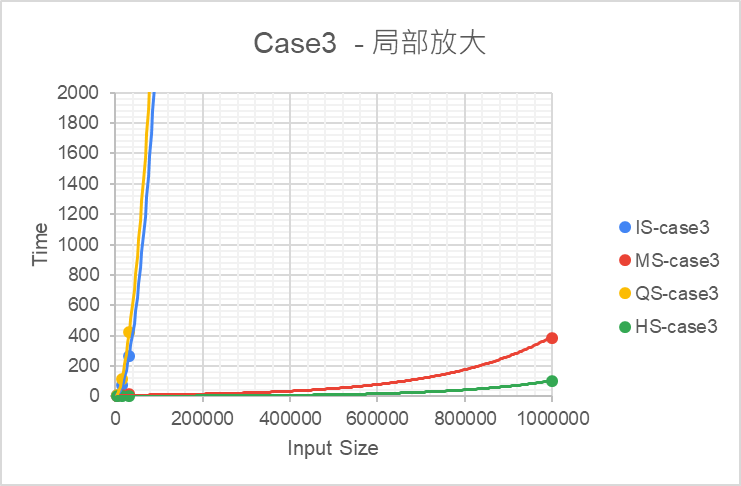 Case3 - 局部放大
2000
1800
1600
1400
1200
1000
800
600
400
200
0
Time
0 200000 400000 600000 800000 1000000
Input Size
IS-case3
MS-case3
QS-case3
HS-case3